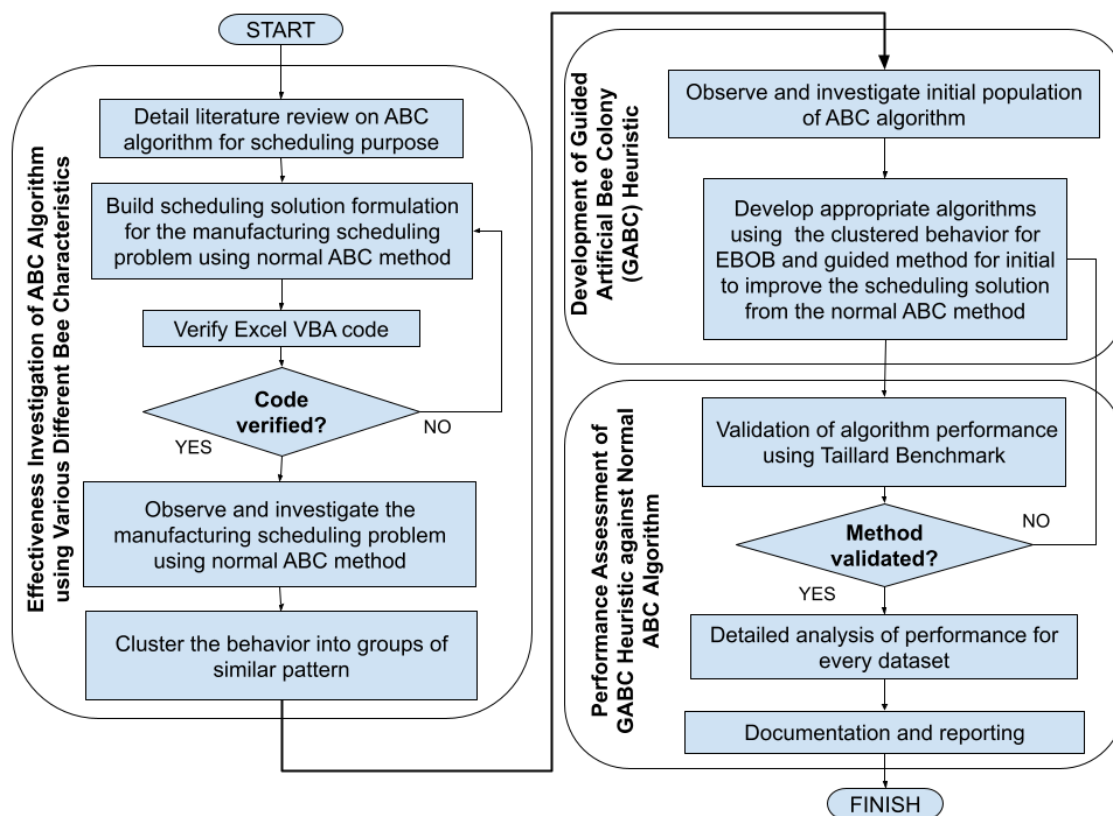 START
Effectiveness Investigation of ABC Algorithm
using Various Different Bee Characteristics
Detail literature review on ABC
algorithm for scheduling purpose
Build scheduling solution formulation
for the manufacturing scheduling
problem using normal ABC method
Verify Excel VBA code
Code
verified?
NO
YES
Observe and investigate the
manufacturing scheduling problem
using normal ABC method
Cluster the behavior into groups of
similar pattern
Development of Guided
Artificial Bee Colony
(GABC) Heuristic
Observe and investigate initial population
of ABC algorithm
Develop appropriate algorithms
using the clustered behavior for
EBOB and guided method for initial
to improve the scheduling solution
from the normal ABC method
Performance Assessment of
GABC Heuristic against Normal
ABC Algorithm
Validation of algorithm performance
using Taillard Benchmark
Method
validated?
NO
YES
Detailed analysis of performance for
every dataset
Documentation and reporting
FINISH